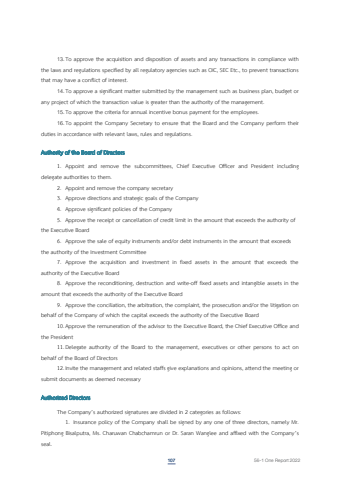 13. To approve the acquisition and disposition of assets and any transactions in compliance with
the laws and regulations specified by all regulatory agencies such as OIC, SEC Etc., to prevent transactions
that may have a conflict of interest.
14. To approve a significant matter submitted by the management such as business plan, budget or
any project of which the transaction value is greater than the authority of the management.
15. To approve the criteria for annual incentive bonus payment for the employees.
16. To appoint the Company Secretary to ensure that the Board and the Company perform their
duties in accordance with relevant laws, rules and regulations.
Authority of the Board of Directors
1. Appoint and remove the subcommittees, Chief Executive Officer and President including
delegate authorities to them.
2. Appoint and remove the company secretary
3. Approve directions and strategic goals of the Company
4. Approve significant policies of the Company
5. Approve the receipt or cancellation of credit limit in the amount that exceeds the authority of
the Executive Board
6. Approve the sale of equity instruments and/or debt instruments in the amount that exceeds
the authority of the Investment Committee
7. Approve the acquisition and investment in fixed assets in the amount that exceeds the
authority of the Executive Board
8. Approve the reconditioning, destruction and write-off fixed assets and intangible assets in the
amount that exceeds the authority of the Executive Board
9. Approve the conciliation, the arbitration, the complaint, the prosecution and/or the litigation on
behalf of the Company of which the capital exceeds the authority of the Executive Board
10. Approve the remuneration of the advisor to the Executive Board, the Chief Executive Office and
the President
11. Delegate authority of the Board to the management, executives or other persons to act on
behalf of the Board of Directors
12. Invite the management and related staffs give explanations and opinions, attend the meeting or
submit documents as deemed necessary
Authorized Directors
The Company's authorized signatures are divided in 2 categories as follows:
1. Insurance policy of the Company shall be signed by any one of three directors, namely Mr.
Pitiphong Bisalputra, Ms. Charuwan Chabchamrun or Dr. Saran Wanglee and affixed with the Company's
seal.
107
56-1 One-Report 2022